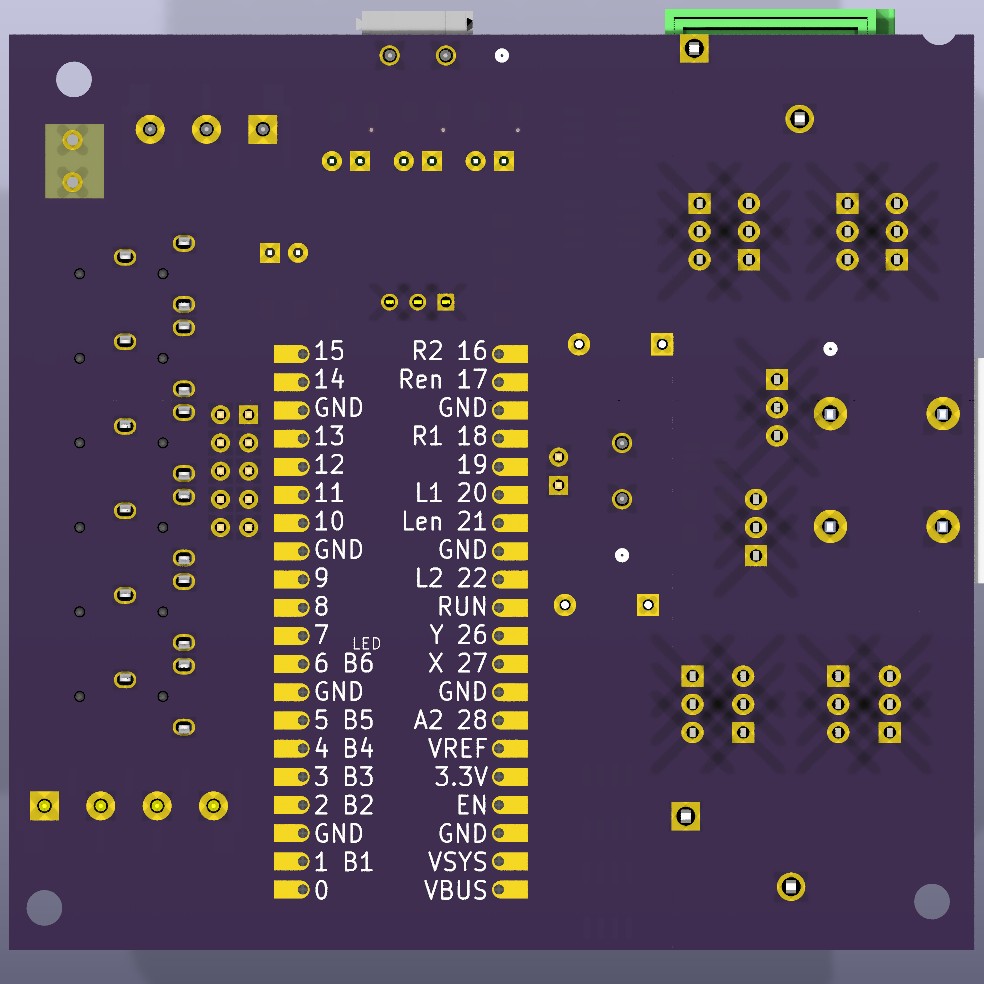 15 R2 16
14 Ren 17
GND GND
13 R1 18
12 19
11 L1 20
10 Len 21
GND GND
9 L2 22
8 RUN
7 Y 26
LED
6 B6 X 27
GND GND
5 B5 A2 28
4 B4 VREF
3 B3 3.3V
2 B2 EN
GND GND
1 B1 VSYS
0 VBUS